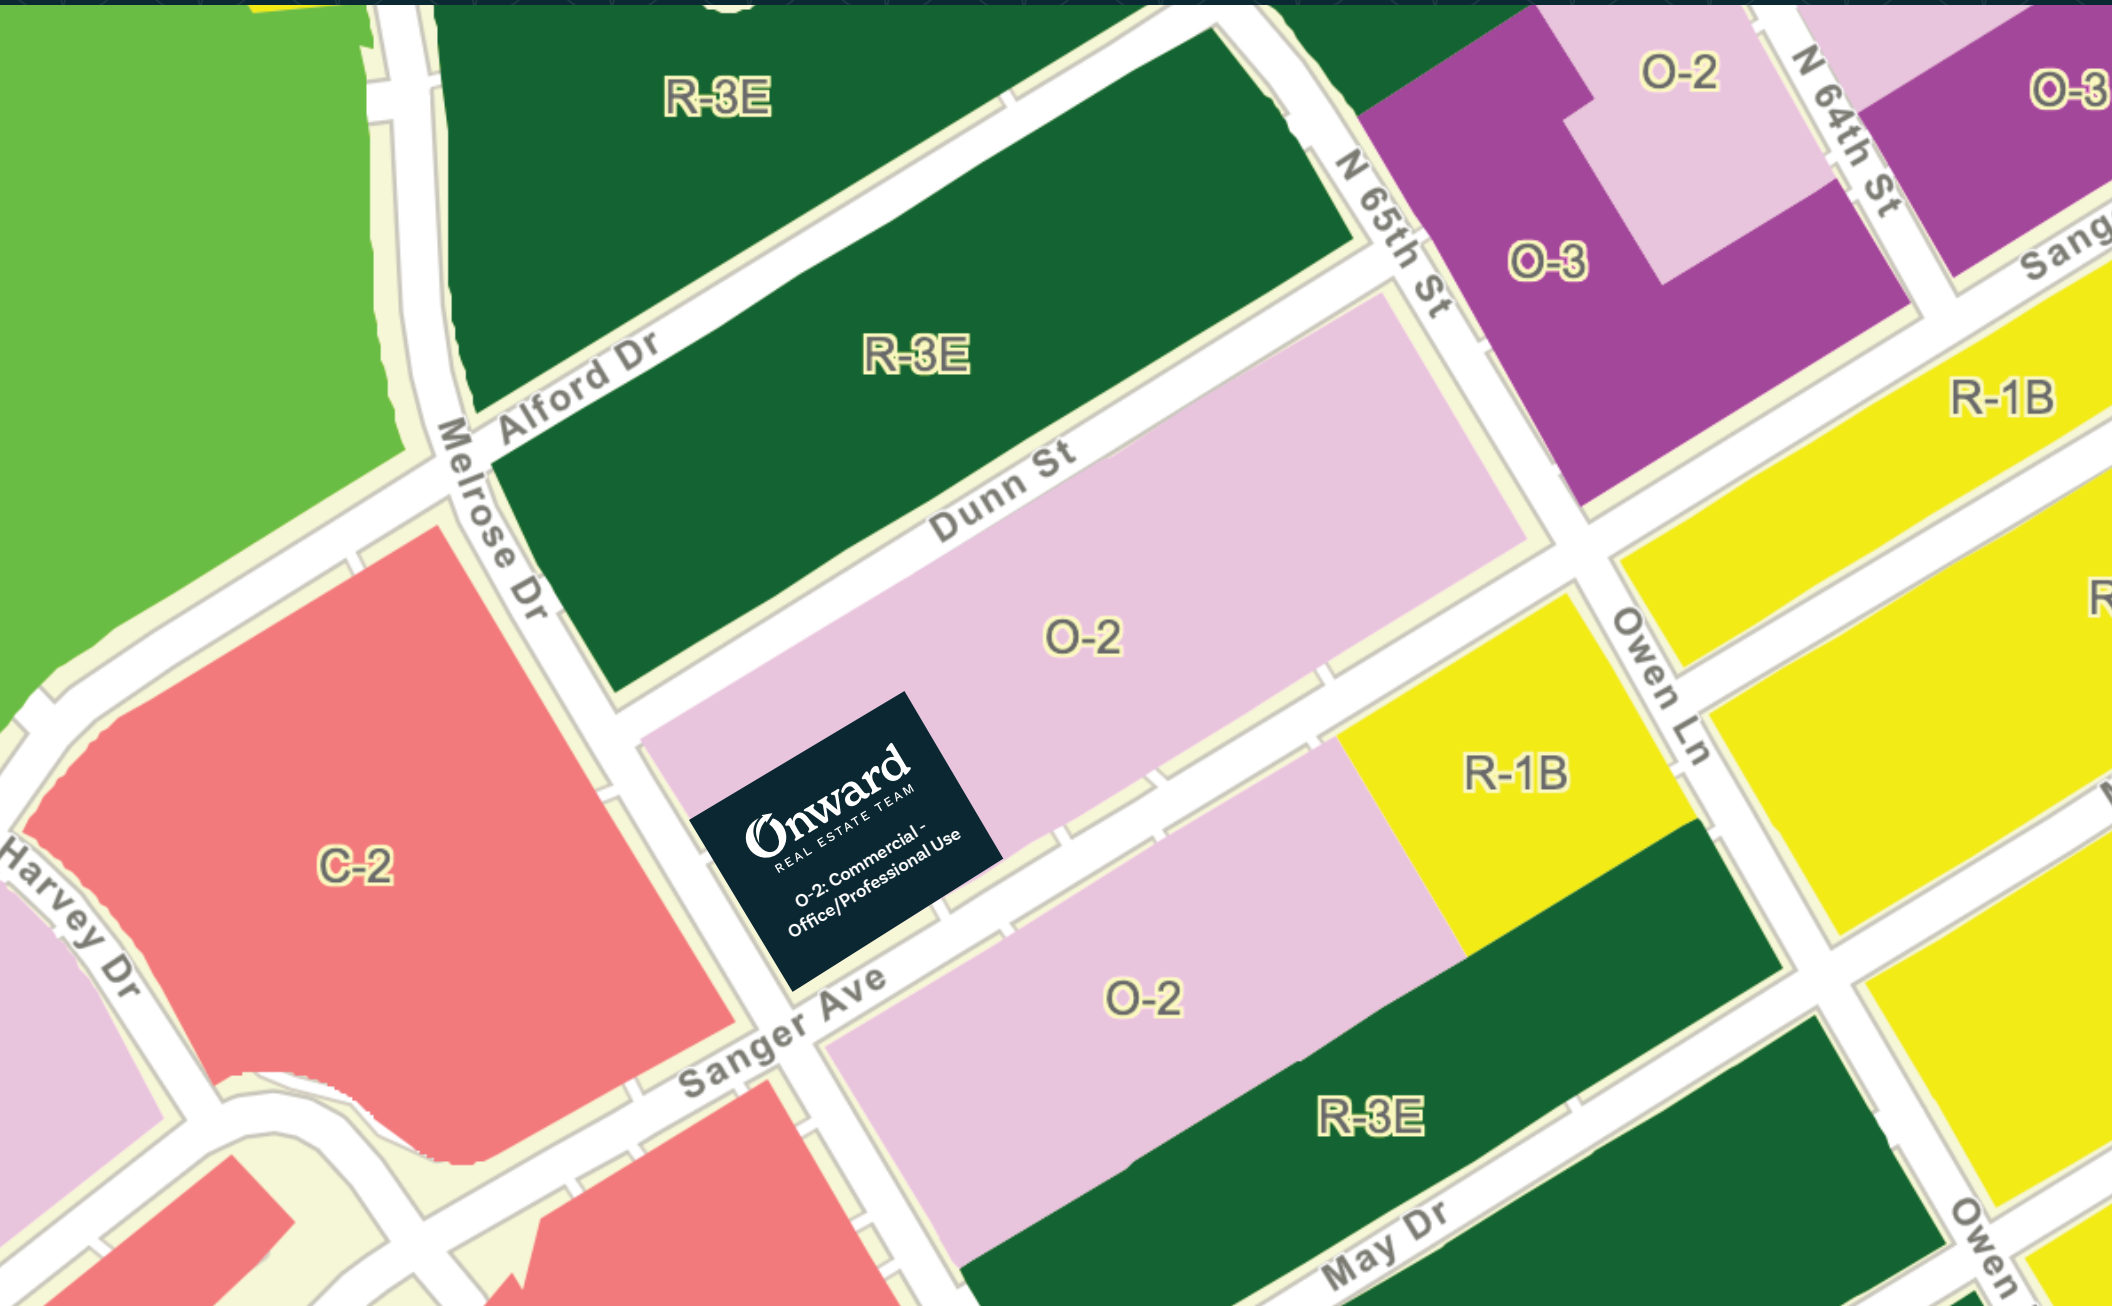 R-3E
O-2
O-3
N 64th St
N 65th St
O-3
Sang
R-3E
Alford Dr
R-1B
Melrose Dr
Dunn St
R
O-2
Owen Ln
R-1B
C-2
Onward
REAL ESTATE TEAM
O-2: Commercial -
Office/Professional Use
Harvey Dr
Sanger Ave
O-2
R-3E
May Dr
Owen